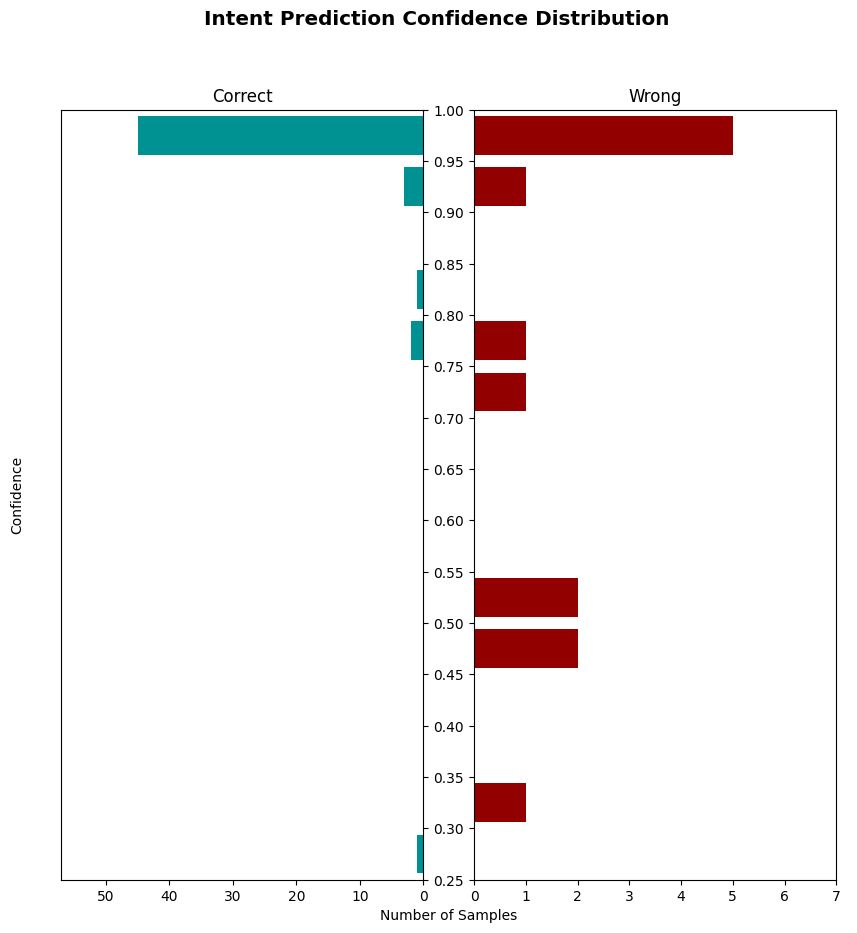 Intent Prediction Confidence Distribution
Correct
Wrong
1.00
0.95
0.90
0.85
0.80
0.75
0.70
0.65
0.60
0.55
0.50
0.45
0.40
0.35
0.30
0.25
Confidence
50 40 30 20 10 0
0 1 2 3 4 5 6 7
Number of Samples